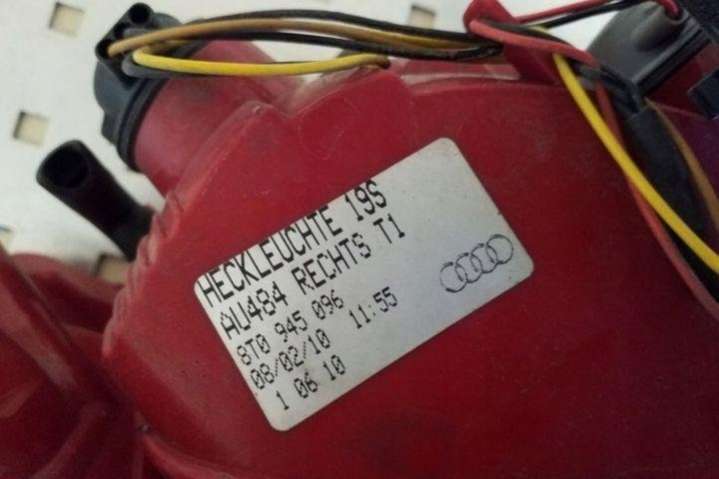 HECKLEUCHTE 19S
AU484 RECHTS T1
8T0 945 096
08/02/10 11:55
1 06 10